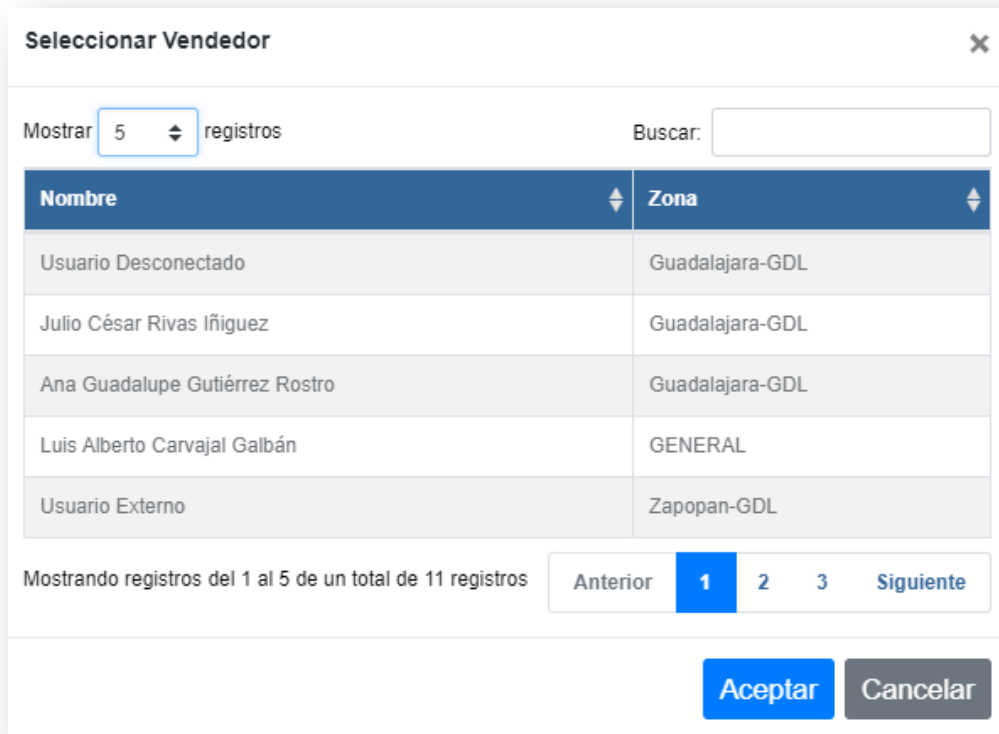 Seleccionar Vendedor ×
Mostrar 5 registros Buscar:
Nombre Zona
Usuario Desconectado Guadalajara-GDL
Julio César Rivas Iñiguez Guadalajara-GDL
Ana Guadalupe Gutiérrez Rostro Guadalajara-GDL
Luis Alberto Carvajal Galbán GENERAL
Usuario Externo Zapopan-GDL
Mostrando registros del 1 al 5 de un total de 11 registros Anterior 1 2 3 Siguiente
Aceptar Cancelar